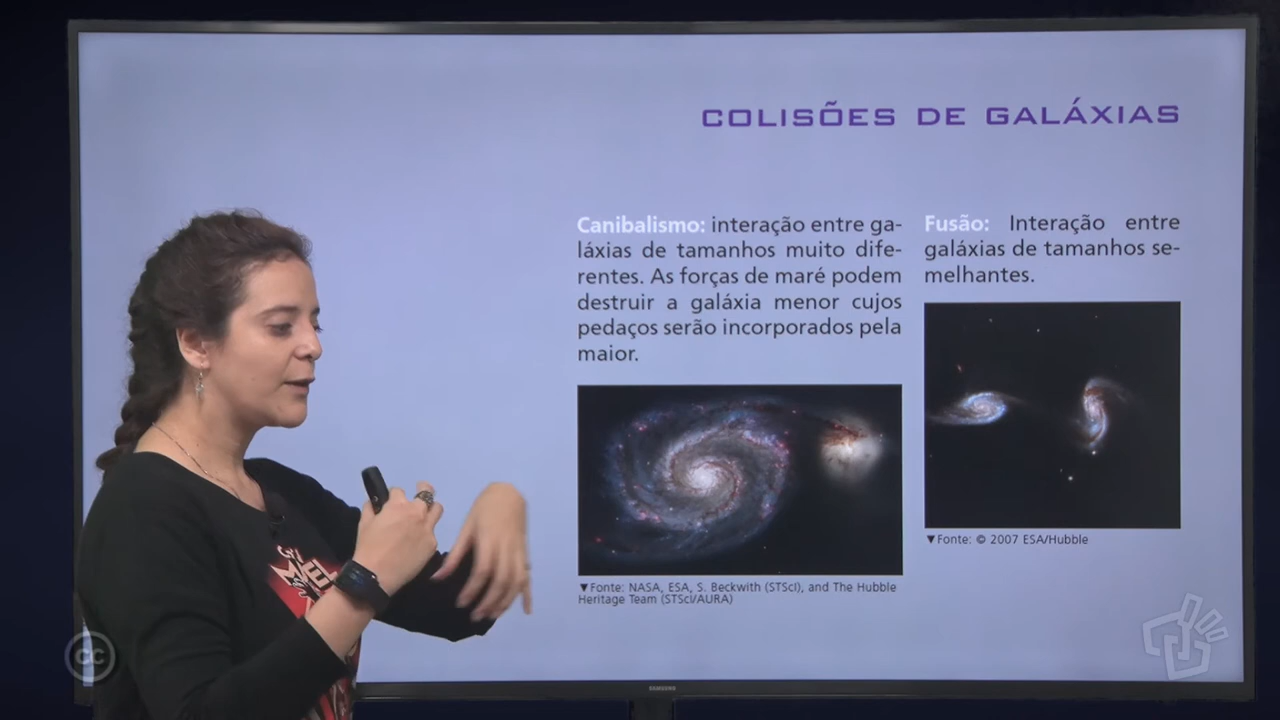 COLISÕES DE GALÁXIAS
Canibalismo: interação entre ga-
láxias de tamanhos muito dife-
rentes. As forças de maré podem
destruir a galáxia menor cujos
pedaços serão incorporados pela
maior.
▼Fonte: NASA, ESA, S. Beckwith (STScI), and The Hubble
Heritage Team (STScI/AURA)
Fusão: Interação entre
galáxias de tamanhos se-
melhantes.
▼Fonte: © 2007 ESA/Hubble
SAMSUNG
cc